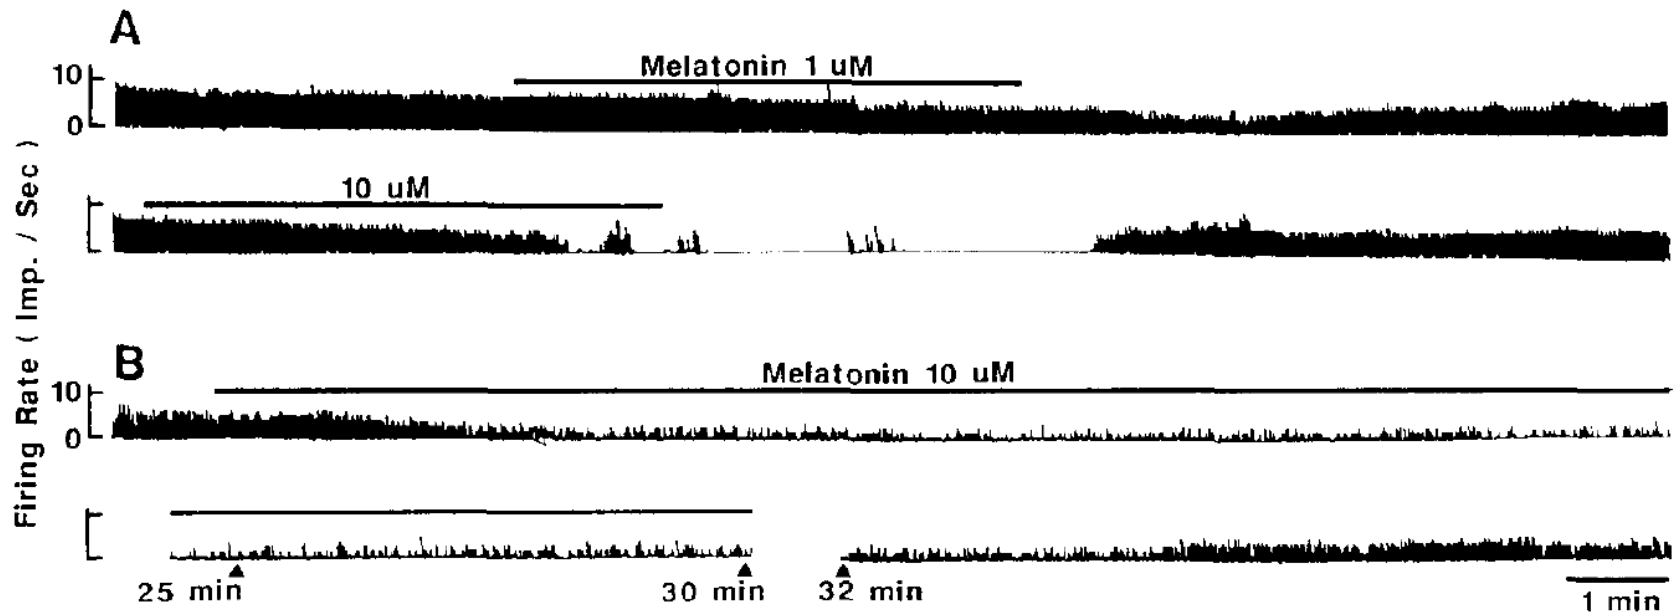 A
Melatonin 1 uM
10
0
10 uM
Firing Rate ( Imp. / Sec )
B
Melatonin 10 uM
10
0
25 min
30 min
32 min
1 min